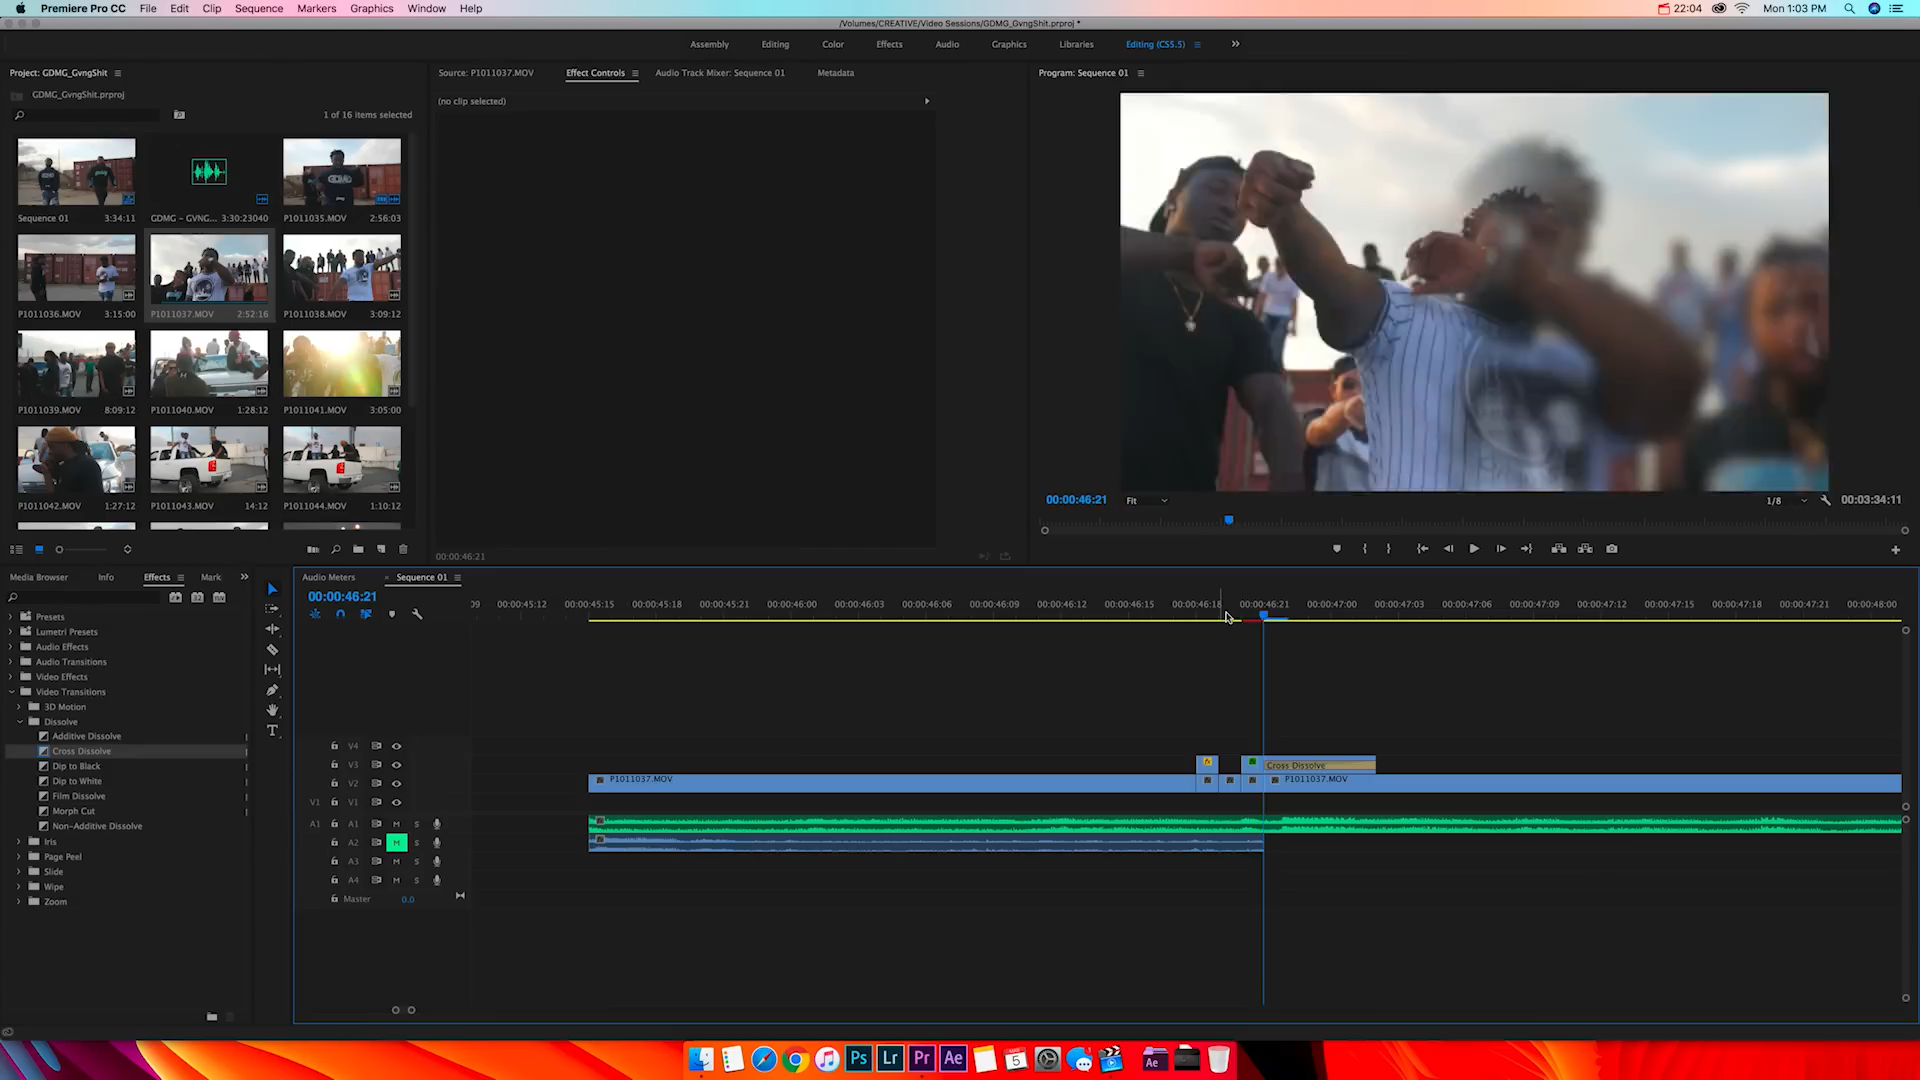 Premiere Pro CC File Edit Clip Sequence Markers Graphics Window Help 22:04 Mon 1:03 PM
/Volumes/CREATIVE/Video Sessions/GDMG_GvngShit.prproj *
Assembly Editing Color Effects Audio Graphics Libraries Editing (CS5.5)
Project: GDMG_GvngShit
GDMG_GvngShit.prproj
1 of 16 items selected
Sequence 01 3:34:11
GDMG - GVNG... 3:30:23040
P1011035.MOV 2:56:03
P1011036.MOV 3:15:00
P1011037.MOV 2:52:16
P1011038.MOV 3:09:12
P1011039.MOV 8:09:12
P1011040.MOV 1:28:12
P1011041.MOV 3:05:00
P1011042.MOV 1:27:12
P1011043.MOV 14:12
P1011044.MOV 1:10:12
Source: P1011037.MOV Effect Controls Audio Track Mixer: Sequence 01 Metadata
(no clip selected)
00:00:46:21
Program: Sequence 01
00:00:46:21 Fit 1/8 00:03:34:11
Media Browser Info Effects Mark
Presets
Lumetri Presets
Audio Effects
Audio Transitions
Video Effects
Video Transitions
3D Motion
Dissolve
Additive Dissolve
Cross Dissolve
Dip to Black
Dip to White
Film Dissolve
Morph Cut
Non-Additive Dissolve
Iris
Page Peel
Slide
Wipe
Zoom
Audio Meters × Sequence 01
00:00:46:21
09 00:00:45:12 00:00:45:15 00:00:45:18 00:00:45:21 00:00:46:00 00:00:46:03 00:00:46:06 00:00:46:09 00:00:46:12 00:00:46:15 00:00:46:18 00:00:46:21 00:00:47:00 00:00:47:03 00:00:47:06 00:00:47:09 00:00:47:12 00:00:47:15 00:00:47:18 00:00:47:21 00:00:48:00
V4
V3 fx Cross Dissolve
V2 P1011037.MOV P1011037.MOV
V1 V1
A1 A1 M S
A2 M S
A3 M S
A4 M S
Master 0.0
Ps Lr Pr Ae 5 Ae